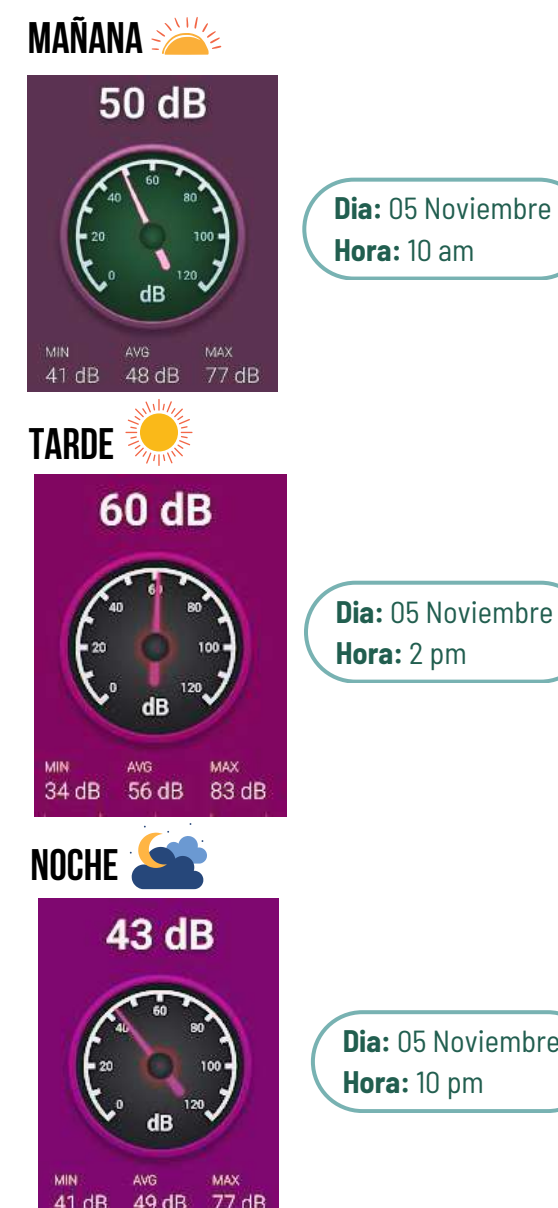 MAÑANA
50 dB
0 20 40 60 80 100 120
dB
MIN AVG MAX
41 dB 48 dB 77 dB
Dia: 05 Noviembre
Hora: 10 am
TARDE
60 dB
0 20 40 60 80 100 120
dB
MIN AVG MAX
34 dB 56 dB 83 dB
Dia: 05 Noviembre
Hora: 2 pm
NOCHE
43 dB
0 20 40 60 80 100 120
dB
MIN AVG MAX
41 dB 49 dB 77 dB
Dia: 05 Noviembre
Hora: 10 pm